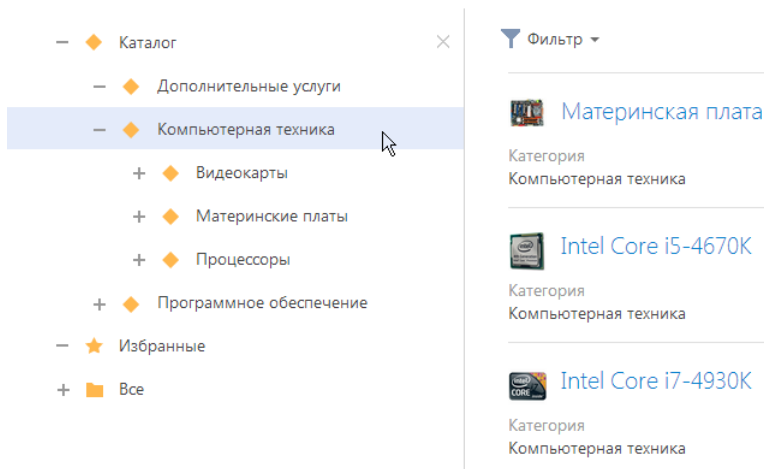 Каталог
Дополнительные услуги
Компьютерная техника
Видеокарты
Материнские платы
Процессоры
Программное обеспечение
Избранные
Все
Фильтр
Материнская плата
Категория
Компьютерная техника
Intel Core i5-4670K
Категория
Компьютерная техника
Intel Core i7-4930K
Категория
Компьютерная техника